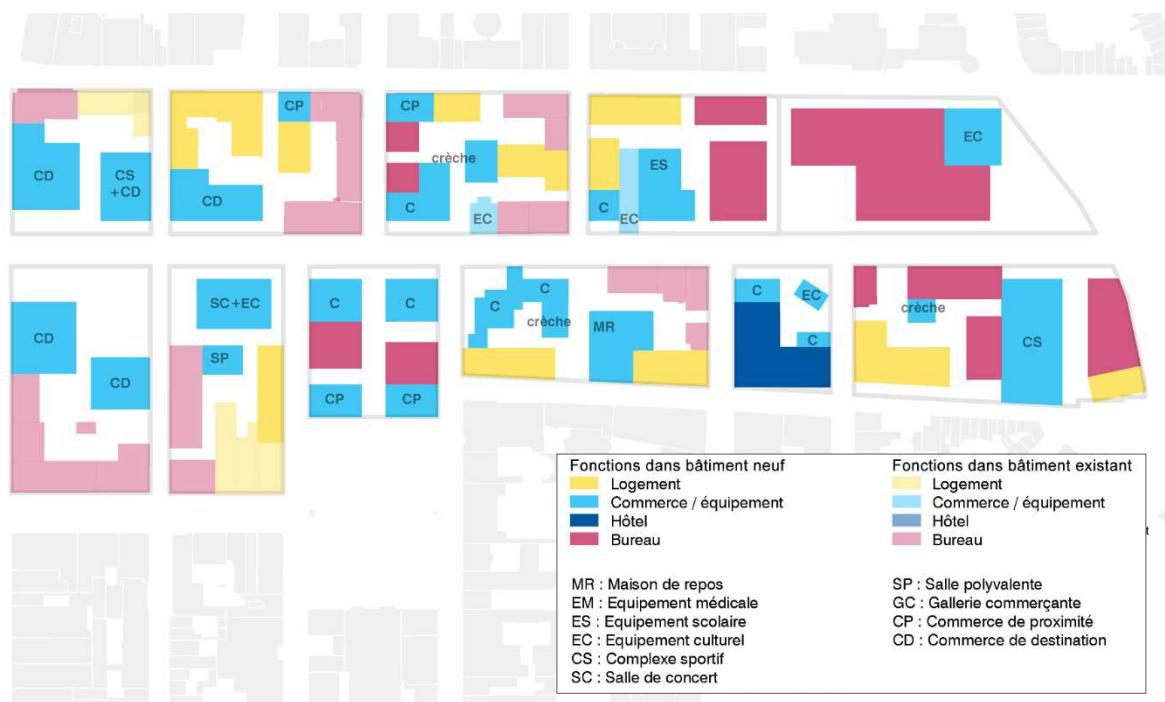 CP
CP
EC
crèche
CD
CS
+CD
ES
CD
C
C
EC
EC
SC+EC
C
C
C
C
C
EC
CD
crèche
crèche
SP
MR
C
CS
CD
CP
CP
Fonctions dans bâtiment neuf
Logement
Commerce / équipement
Hôtel
Bureau
Fonctions dans bâtiment existant
Logement
Commerce / équipement
Hôtel
Bureau
t
MR : Maison de repos
EM : Equipement médicale
ES : Equipement scolaire
EC : Equipement culturel
CS : Complexe sportif
SC : Salle de concert
SP : Salle polyvalente
GC : Gallerie commerçante
CP : Commerce de proximité
CD : Commerce de destination